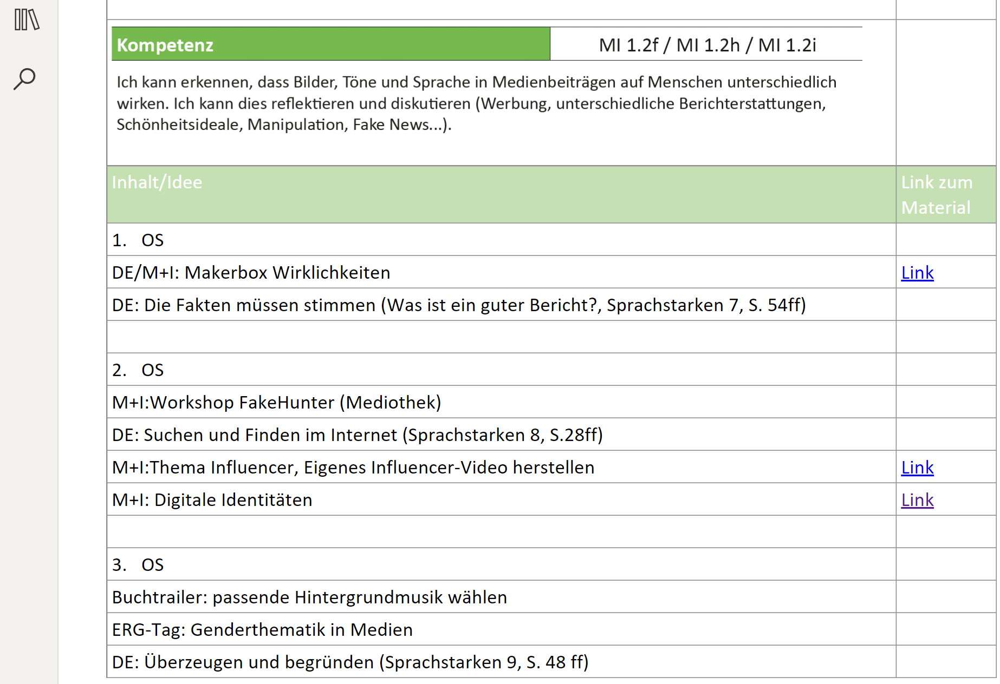 Kompetenz
MI 1.2f / MI 1.2h / MI 1.2i
Ich kann erkennen, dass Bilder, Töne und Sprache in Medienbeiträgen auf Menschen unterschiedlich
wirken. Ich kann dies reflektieren und diskutieren (Werbung, unterschiedliche Berichterstattungen,
Schönheitsideale, Manipulation, Fake News...).
Inhalt/Idee
Link zum
Material
1. OS
DE/M+I: Makerbox Wirklichkeiten
Link
DE: Die Fakten müssen stimmen (Was ist ein guter Bericht?, Sprachstarken 7, S. 54ff)
2. OS
M+I:Workshop FakeHunter (Mediothek)
DE: Suchen und Finden im Internet (Sprachstarken 8, S.28ff)
M+I:Thema Influencer, Eigenes Influencer-Video herstellen
Link
M+I: Digitale Identitäten
Link
3. OS
Buchtrailer: passende Hintergrundmusik wählen
ERG-Tag: Genderthematik in Medien
DE: Überzeugen und begründen (Sprachstarken 9, S. 48 ff)